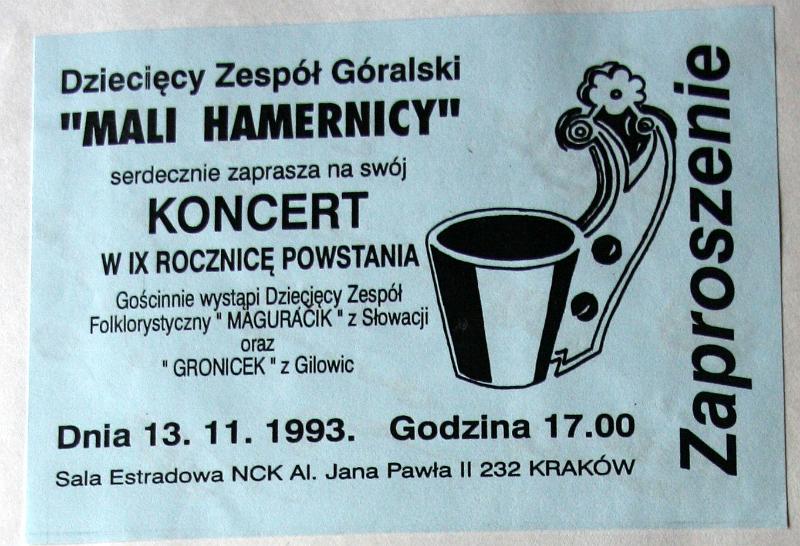 Dziecięcy Zespół Góralski
"MALI HAMERNICY"
serdecznie zaprasza na swój
KONCERT
W IX ROCZNICĘ POWSTANIA
Gościnnie wystąpi Dziecięcy Zespół
Folklorystyczny " MAGURAČIK " z Słowacji
oraz
" GRONICEK " z Gilowic
Dnia 13. 11. 1993. Godzina 17.00
Sala Estradowa NCK Al. Jana Pawła II 232 KRAKÓW
Zaproszenie